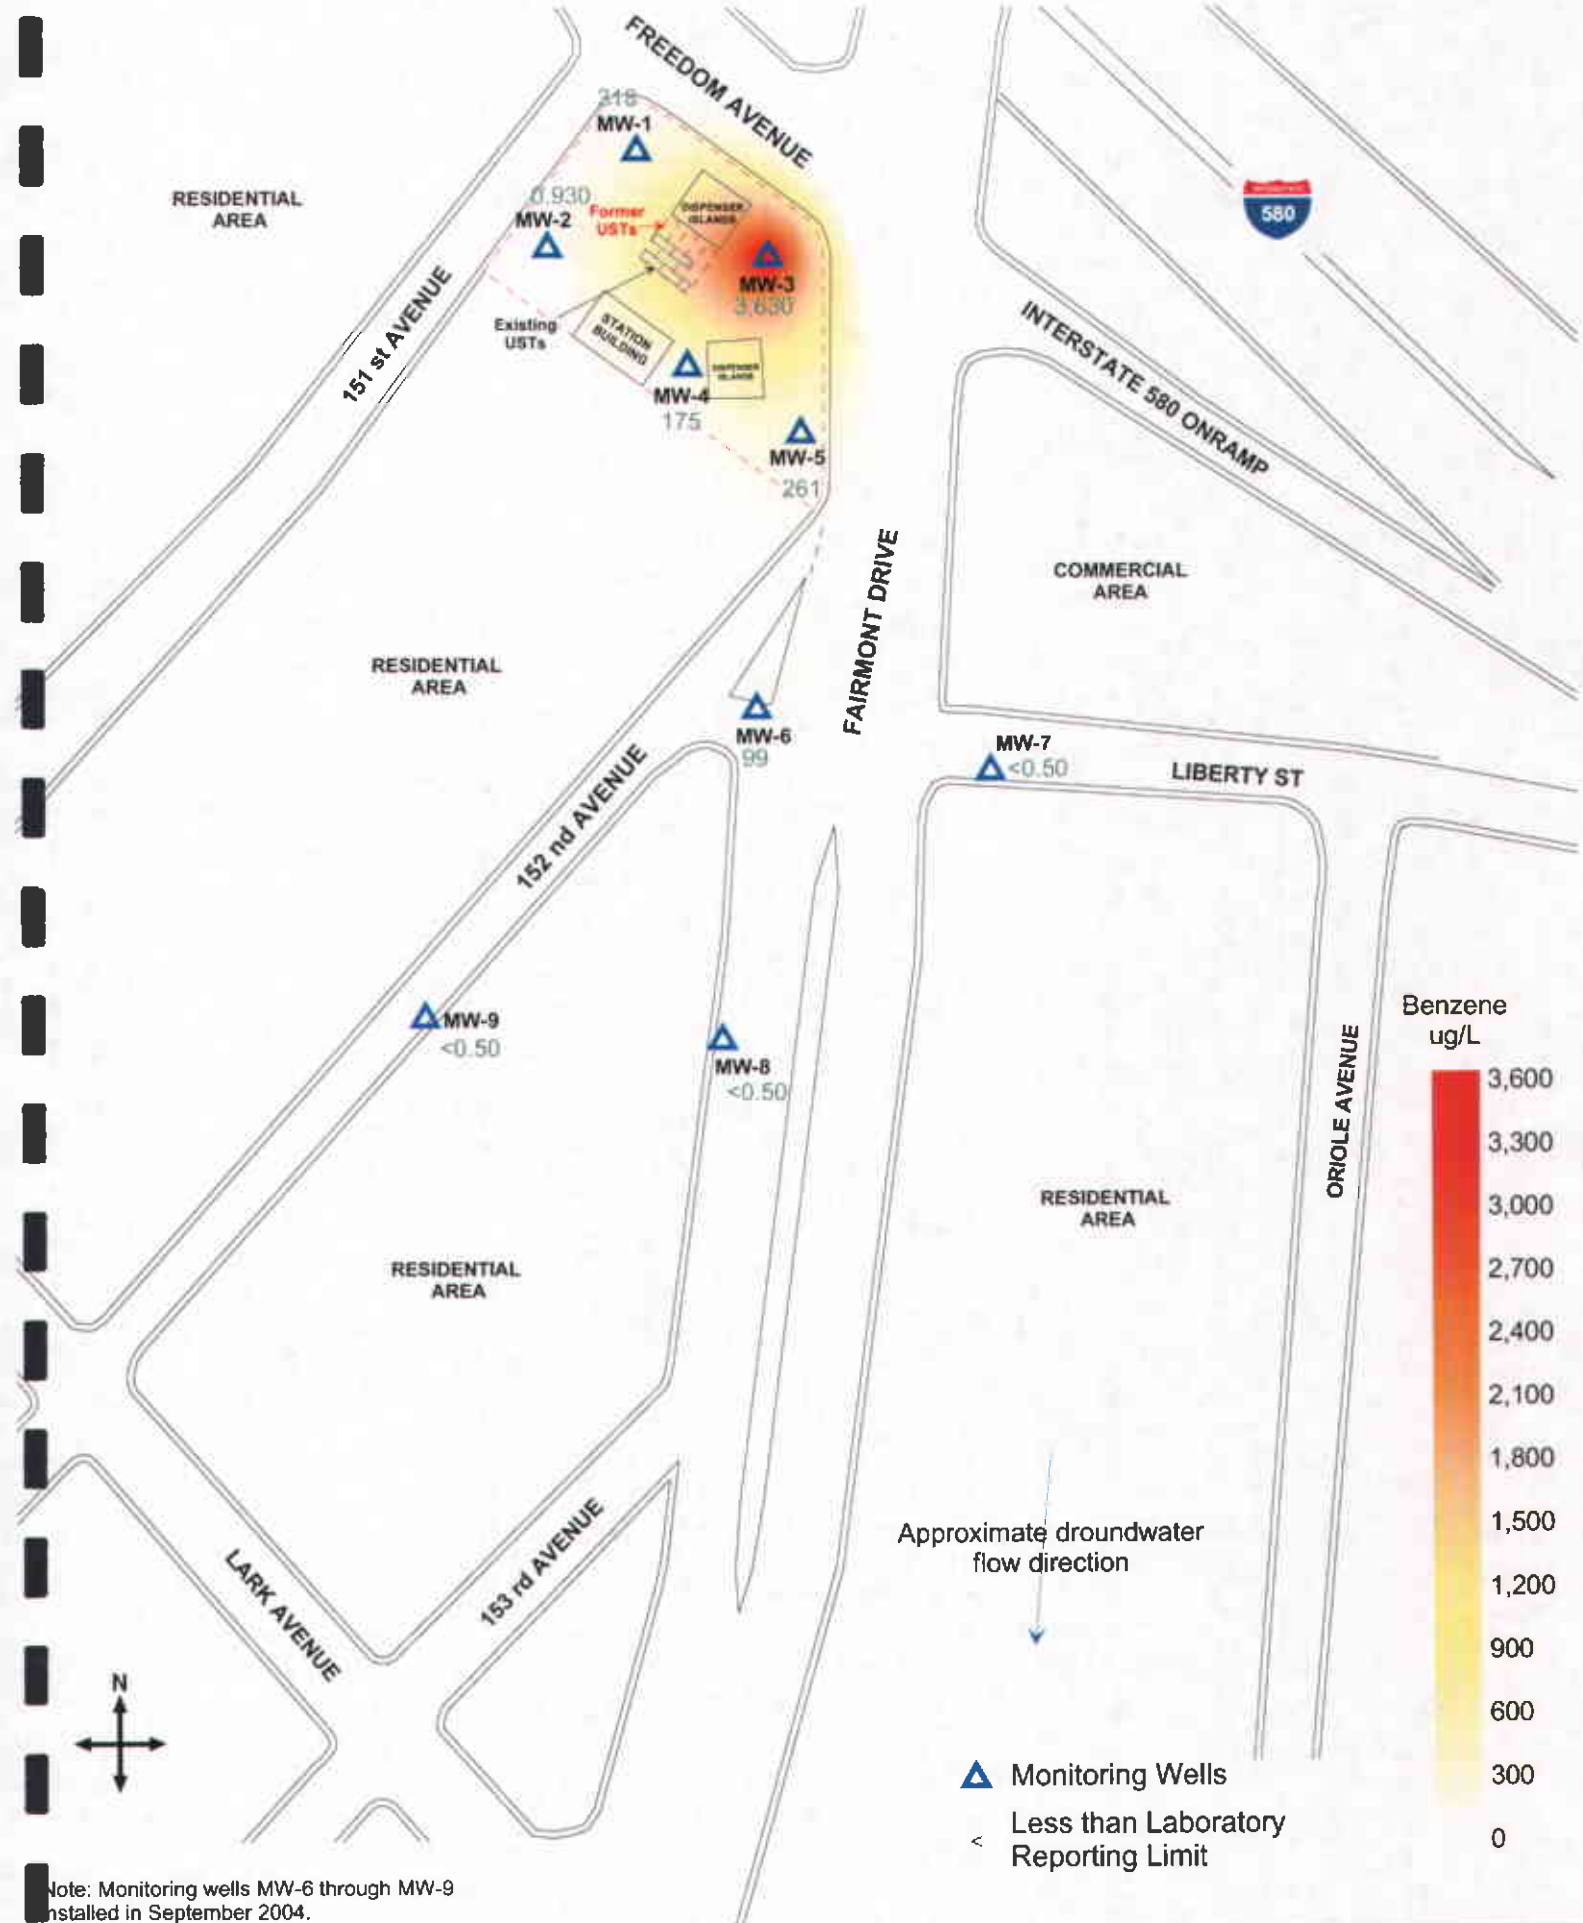 FREEDOM AVENUE
318
MW-1
0.930
MW-2
Former
USTs
DISPENSER
ISLANDS
MW-3
3,630
Existing
USTs
STATION
BUILDING
DISPENSER
ISLANDS
MW-4
175
MW-5
261
RESIDENTIAL
AREA
151 st AVENUE
580
INTERSTATE 580 ONRAMP
COMMERCIAL
AREA
FAIRMONT DRIVE
RESIDENTIAL
AREA
MW-6
99
MW-7
<0.50
LIBERTY ST
152 nd AVENUE
MW-9
<0.50
MW-8
<0.50
ORIOLE AVENUE
RESIDENTIAL
AREA
RESIDENTIAL
AREA
Benzene
ug/L
3,600
3,300
3,000
2,700
2,400
2,100
1,800
1,500
1,200
900
600
300
0
Approximate droundwater
flow direction
LARK AVENUE
153 rd AVENUE
N
Monitoring Wells
< Less than Laboratory
Reporting Limit
Note: Monitoring wells MW-6 through MW-9
installed in September 2004.